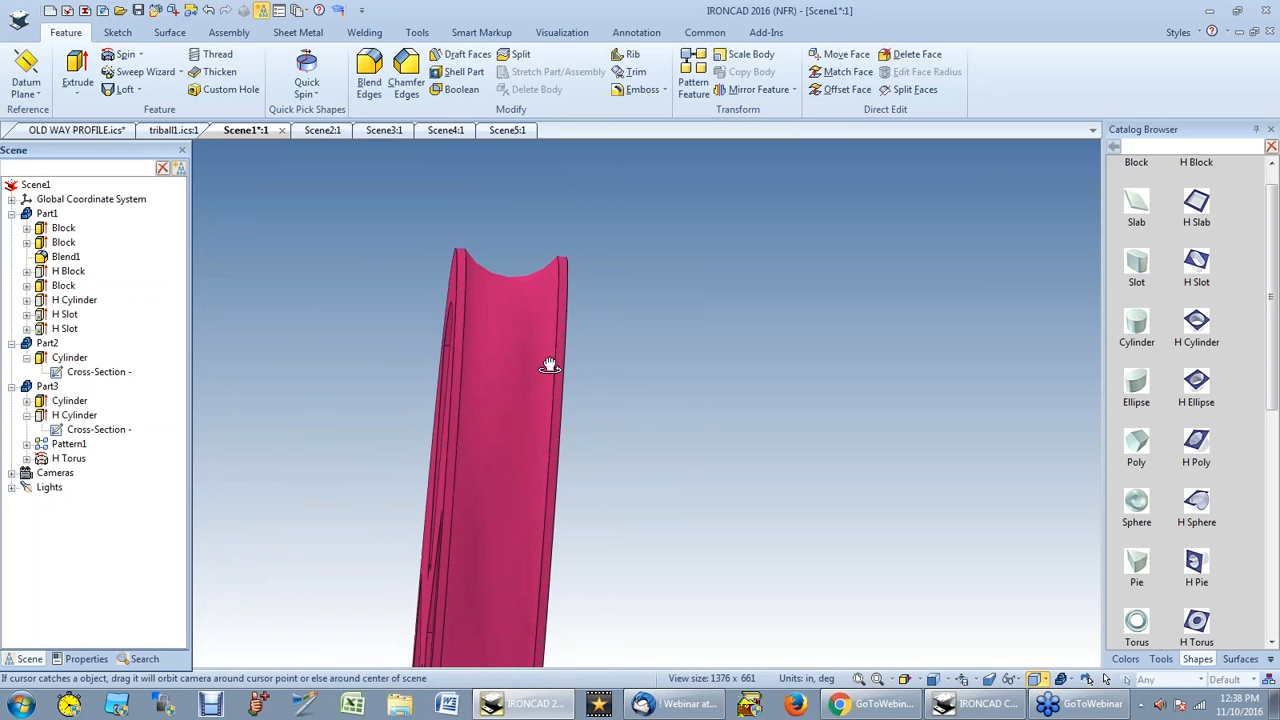 IRONCAD 2016 (NFR) - [Scene1*:1]
Feature Sketch Surface Assembly Sheet Metal Welding Tools Smart Markup Visualization Annotation Common Add-Ins Styles
Datum Plane Extrude Spin Sweep Wizard Loft Thread Thicken Custom Hole Quick Spin Blend Edges Chamfer Edges Draft Faces Shell Part Boolean Split Stretch Part/Assembly Delete Body Rib Trim Emboss Pattern Feature Scale Body Copy Body Mirror Feature Move Face Match Face Offset Face Delete Face Edit Face Radius Split Faces
Reference Feature Quick Pick Shapes Modify Transform Direct Edit
OLD WAY PROFILE.ics* triball1.ics:1 Scene1*:1 Scene2:1 Scene3:1 Scene4:1 Scene5:1
Scene
Scene1
Global Coordinate System
Part1
Block
Block
Blend1
H Block
Block
H Cylinder
H Slot
H Slot
Part2
Cylinder
Cross-Section -
Part3
Cylinder
H Cylinder
Cross-Section -
Pattern1
H Torus
Cameras
Lights
Scene Properties Search
Catalog Browser
Block H Block
Slab H Slab
Slot H Slot
Cylinder H Cylinder
Ellipse H Ellipse
Poly H Poly
Sphere H Sphere
Pie H Pie
Torus H Torus
Colors Tools Shapes Surfaces
If cursor catches a object, drag it will orbit camera around cursor point or else around center of scene View size: 1376 x 661 Units: in, deg Any Default
IRONCAD 2... ! Webinar at... GoToWebin... IRONCAD C... GoToWebin...
12:38 PM
11/10/2016